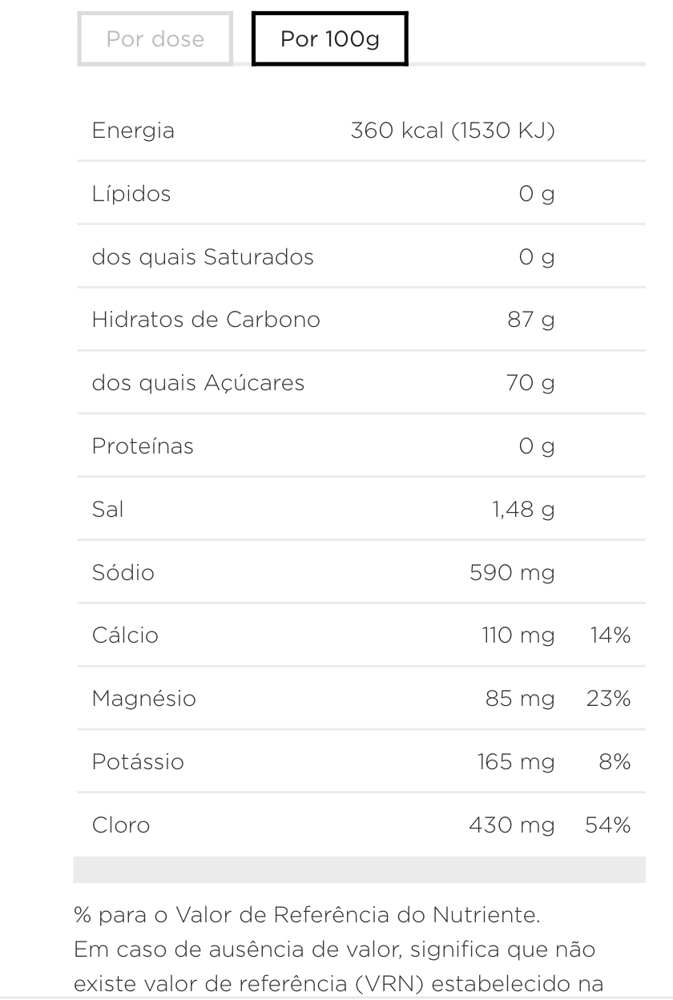 Por dose Por 100g
Energia 360 kcal (1530 KJ)
Lípidos 0 g
dos quais Saturados 0 g
Hidratos de Carbono 87 g
dos quais Açúcares 70 g
Proteínas 0 g
Sal 1,48 g
Sódio 590 mg
Cálcio 110 mg 14%
Magnésio 85 mg 23%
Potássio 165 mg 8%
Cloro 430 mg 54%
% para o Valor de Referência do Nutriente.
Em caso de ausência de valor, significa que não
existe valor de referência (VRN) estabelecido na